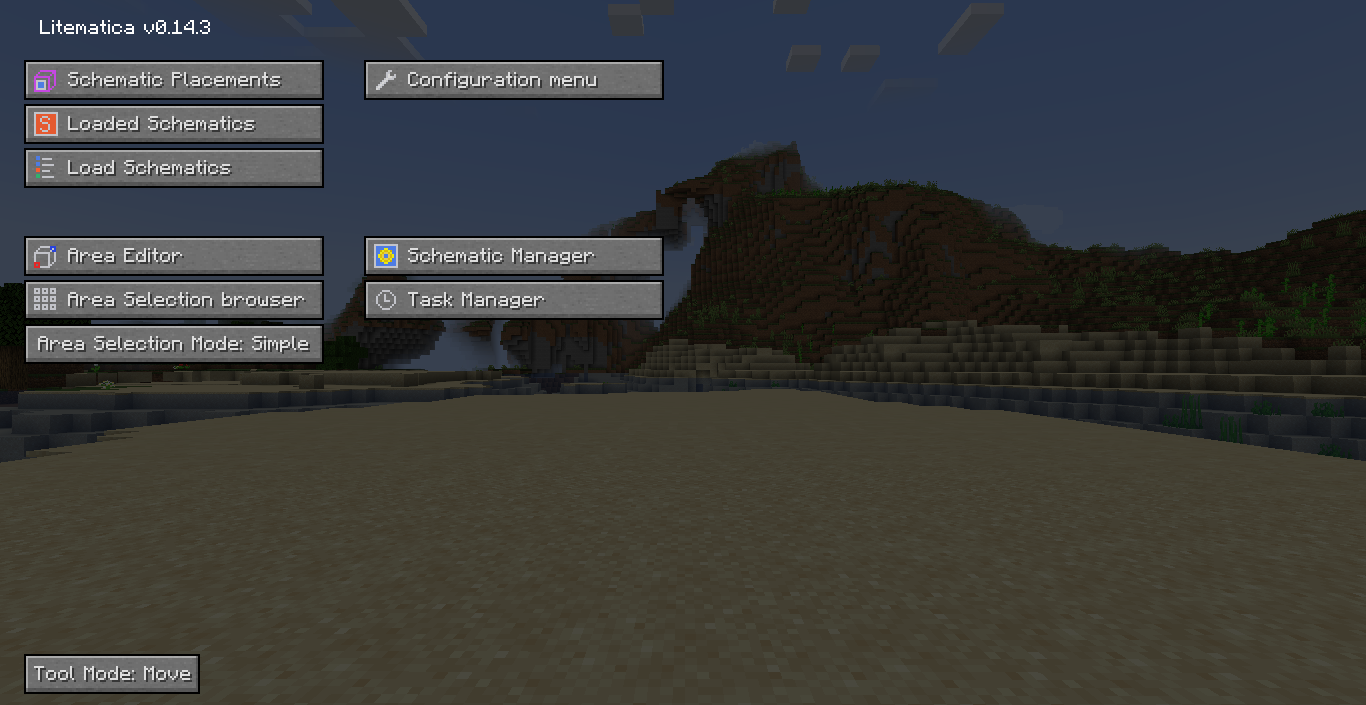 Litematica v0.14.3
Schematic Placements
Configuration menu
S Loaded Schematics
Load Schematics
Area Editor
Schematic Manager
Area Selection browser
Task Manager
Area Selection Mode: Simple
Tool Mode: Move